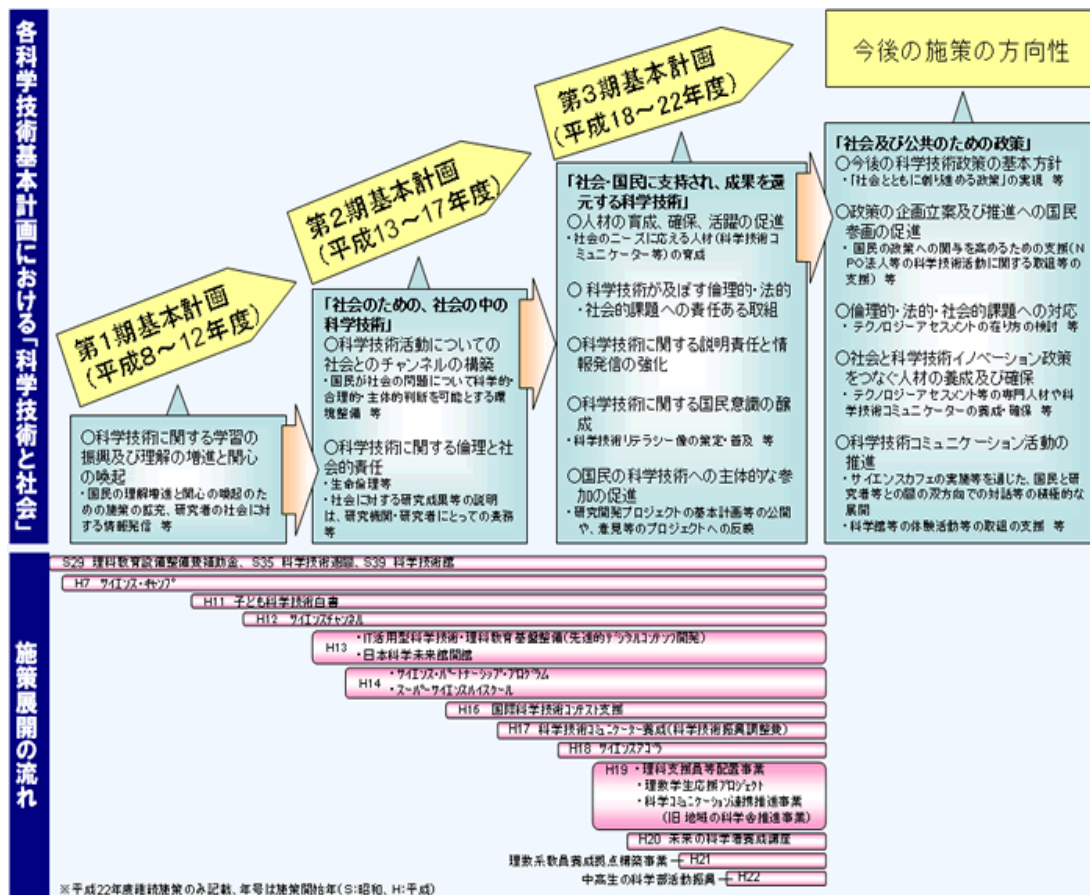 各科学技術基本計画における「科学技術と社会」
第1期基本計画
(平成8～12年度)
○科学技術に関する学習の
振興及び理解の増進と関心
の喚起
・国民の理解増進と関心の喚起のた
めの施策の拡充、研究者の社会に対
する情報発信 等
第2期基本計画
(平成13～17年度)
「社会のための、社会の中の
科学技術」
○科学技術活動についての
社会とのチャンネルの構築
・国民が社会の問題について科学的・
合理的・主体的判断を可能とする環
境整備 等
○科学技術に関する倫理と社
会的責任
・生命倫理等
・社会に対する研究成果等の説明
は、研究機関・研究者にとっての責務
等
第3期基本計画
(平成18～22年度)
「社会・国民に支持され、成果を還
元する科学技術」
○人材の育成、確保、活躍の促進
・社会のニーズに応える人材(科学技術コ
ミュニケーター等)の育成
○科学技術が及ぼす倫理的・法的
・社会的課題への責任ある取組
○科学技術に関する説明責任と情
報発信の強化
○科学技術に関する国民意識の醸
成
・科学技術リテラシー像の策定・普及 等
○国民の科学技術への主体的な参
加の促進
・研究開発プロジェクトの基本計画等の公開
や、意見等のプロジェクトへの反映
今後の施策の方向性
「社会及び公共のための政策」
○今後の科学技術政策の基本方針
・「社会とともに創り進める政策」の実現 等
○政策の企画立案及び推進への国民
参画の促進
・国民の政策への関与を高めるための支援(N
PO法人等の科学技術活動に関する取組等の
支援) 等
○倫理的・法的・社会的課題への対応
・テクノロジーアセスメントの在り方の検討 等
○社会と科学技術イノベーション政策
をつなぐ人材の養成及び確保
・テクノロジーアセスメント等の専門人材や科
学技術コミュニケーターの養成・確保 等
○科学技術コミュニケーション活動の
推進
・サイエンスカフェの実施等を通じた、国民と研
究者等との間の双方向での対話等の積極的な
展開
・科学館等の体験活動等の取組の支援 等
施策展開の流れ
S29 理科教育設備整備費補助金、S35 科学技術週間、S39 科学技術館
H7 サイエンス・キャンプ
H11 子ども科学技術白書
H12 サイエンスチャンネル
H13 ・IT活用型科学技術・理科教育基盤整備(先進的デジタルコンテンツ開発)
・日本科学未来館開館
H14 ・サイエンス・パートナーシップ・プログラム
・スーパーサイエンスハイスクール
H16 国際科学技術コンテスト支援
H17 科学技術コミュニケーター養成(科学技術振興調整費)
H18 サイエンスアゴラ
H19 ・理科支援員等配置事業
・理数学生応援プロジェクト
・科学コミュニケーション連携推進事業
(旧 地域の科学舎推進事業)
H20 未来の科学者養成講座
理数系教員養成拠点構築事業 H21
中高生の科学部活動振興 H22
※平成22年度継続施策のみ記載、年号は施策開始年(S:昭和、H:平成)